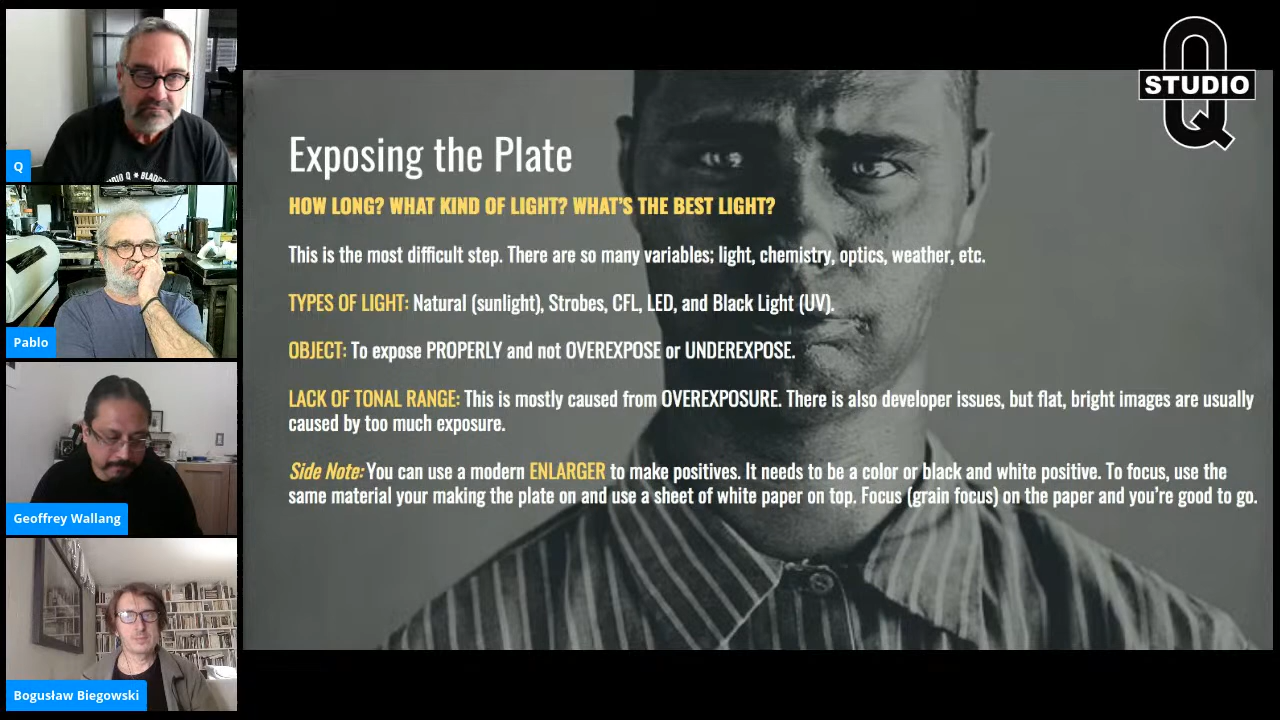 STUDIO
Q
Exposing the Plate
HOW LONG? WHAT KIND OF LIGHT? WHAT'S THE BEST LIGHT?
This is the most difficult step. There are so many variables; light, chemistry, optics, weather, etc.
TYPES OF LIGHT: Natural (sunlight), Strobes, CFL, LED, and Black Light (UV).
OBJECT: To expose PROPERLY and not OVEREXPOSE or UNDEREXPOSE.
LACK OF TONAL RANGE: This is mostly caused from OVEREXPOSURE. There is also developer issues, but flat, bright images are usually
caused by too much exposure.
Side Note: You can use a modern ENLARGER to make positives. It needs to be a color or black and white positive. To focus, use the
same material your making the plate on and use a sheet of white paper on top. Focus (grain focus) on the paper and you're good to go.
Q
Pablo
Geoffrey Wallang
Bogusław Biegowski